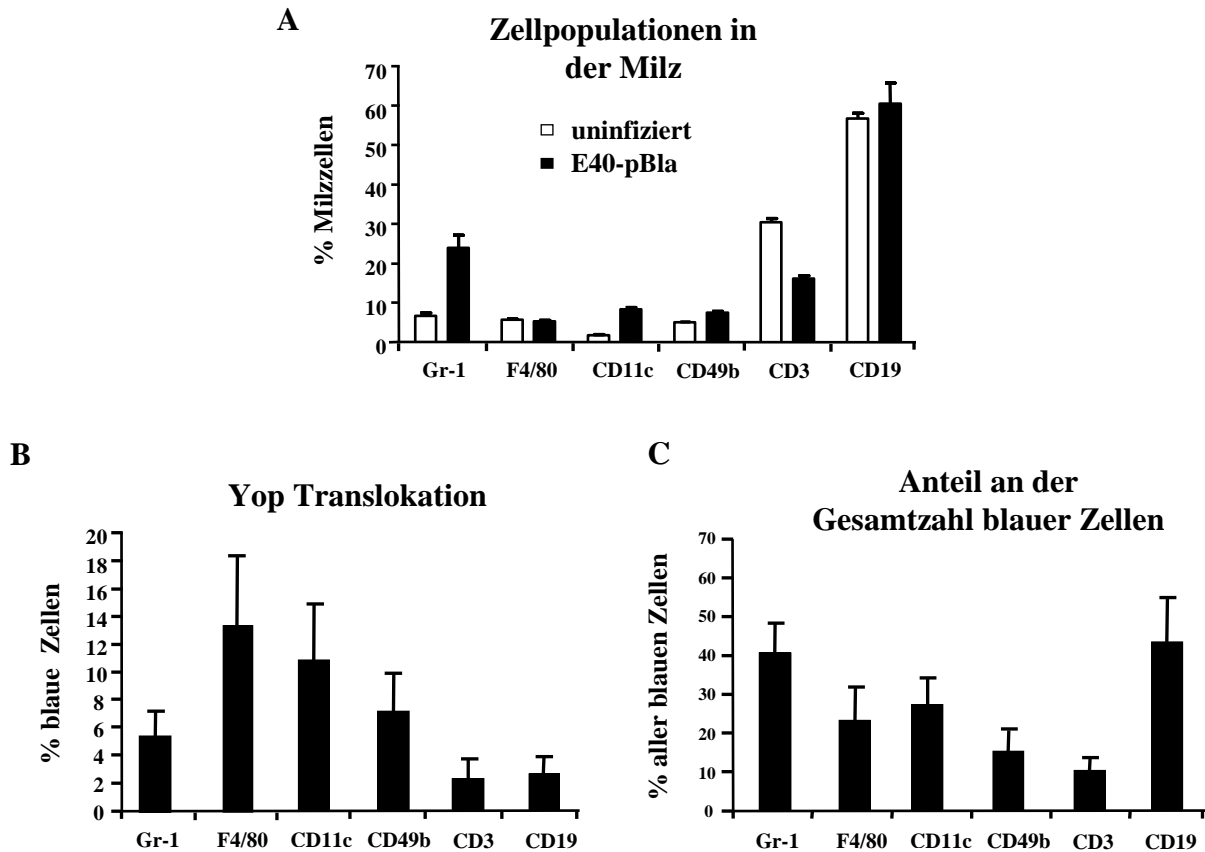 A
Zellpopulationen in
der Milz
% Milzzellen
70
60
50
40
30
20
10
0
uninfiziert
E40-pBla
Gr-1 F4/80 CD11c CD49b CD3 CD19
B
Yop Translokation
% blaue Zellen
20
18
16
14
12
10
8
6
4
2
0
Gr-1 F4/80 CD11c CD49b CD3 CD19
C
Anteil an der
Gesamtzahl blauer Zellen
% aller blauen Zellen
70
60
50
40
30
20
10
0
Gr-1 F4/80 CD11c CD49b CD3 CD19